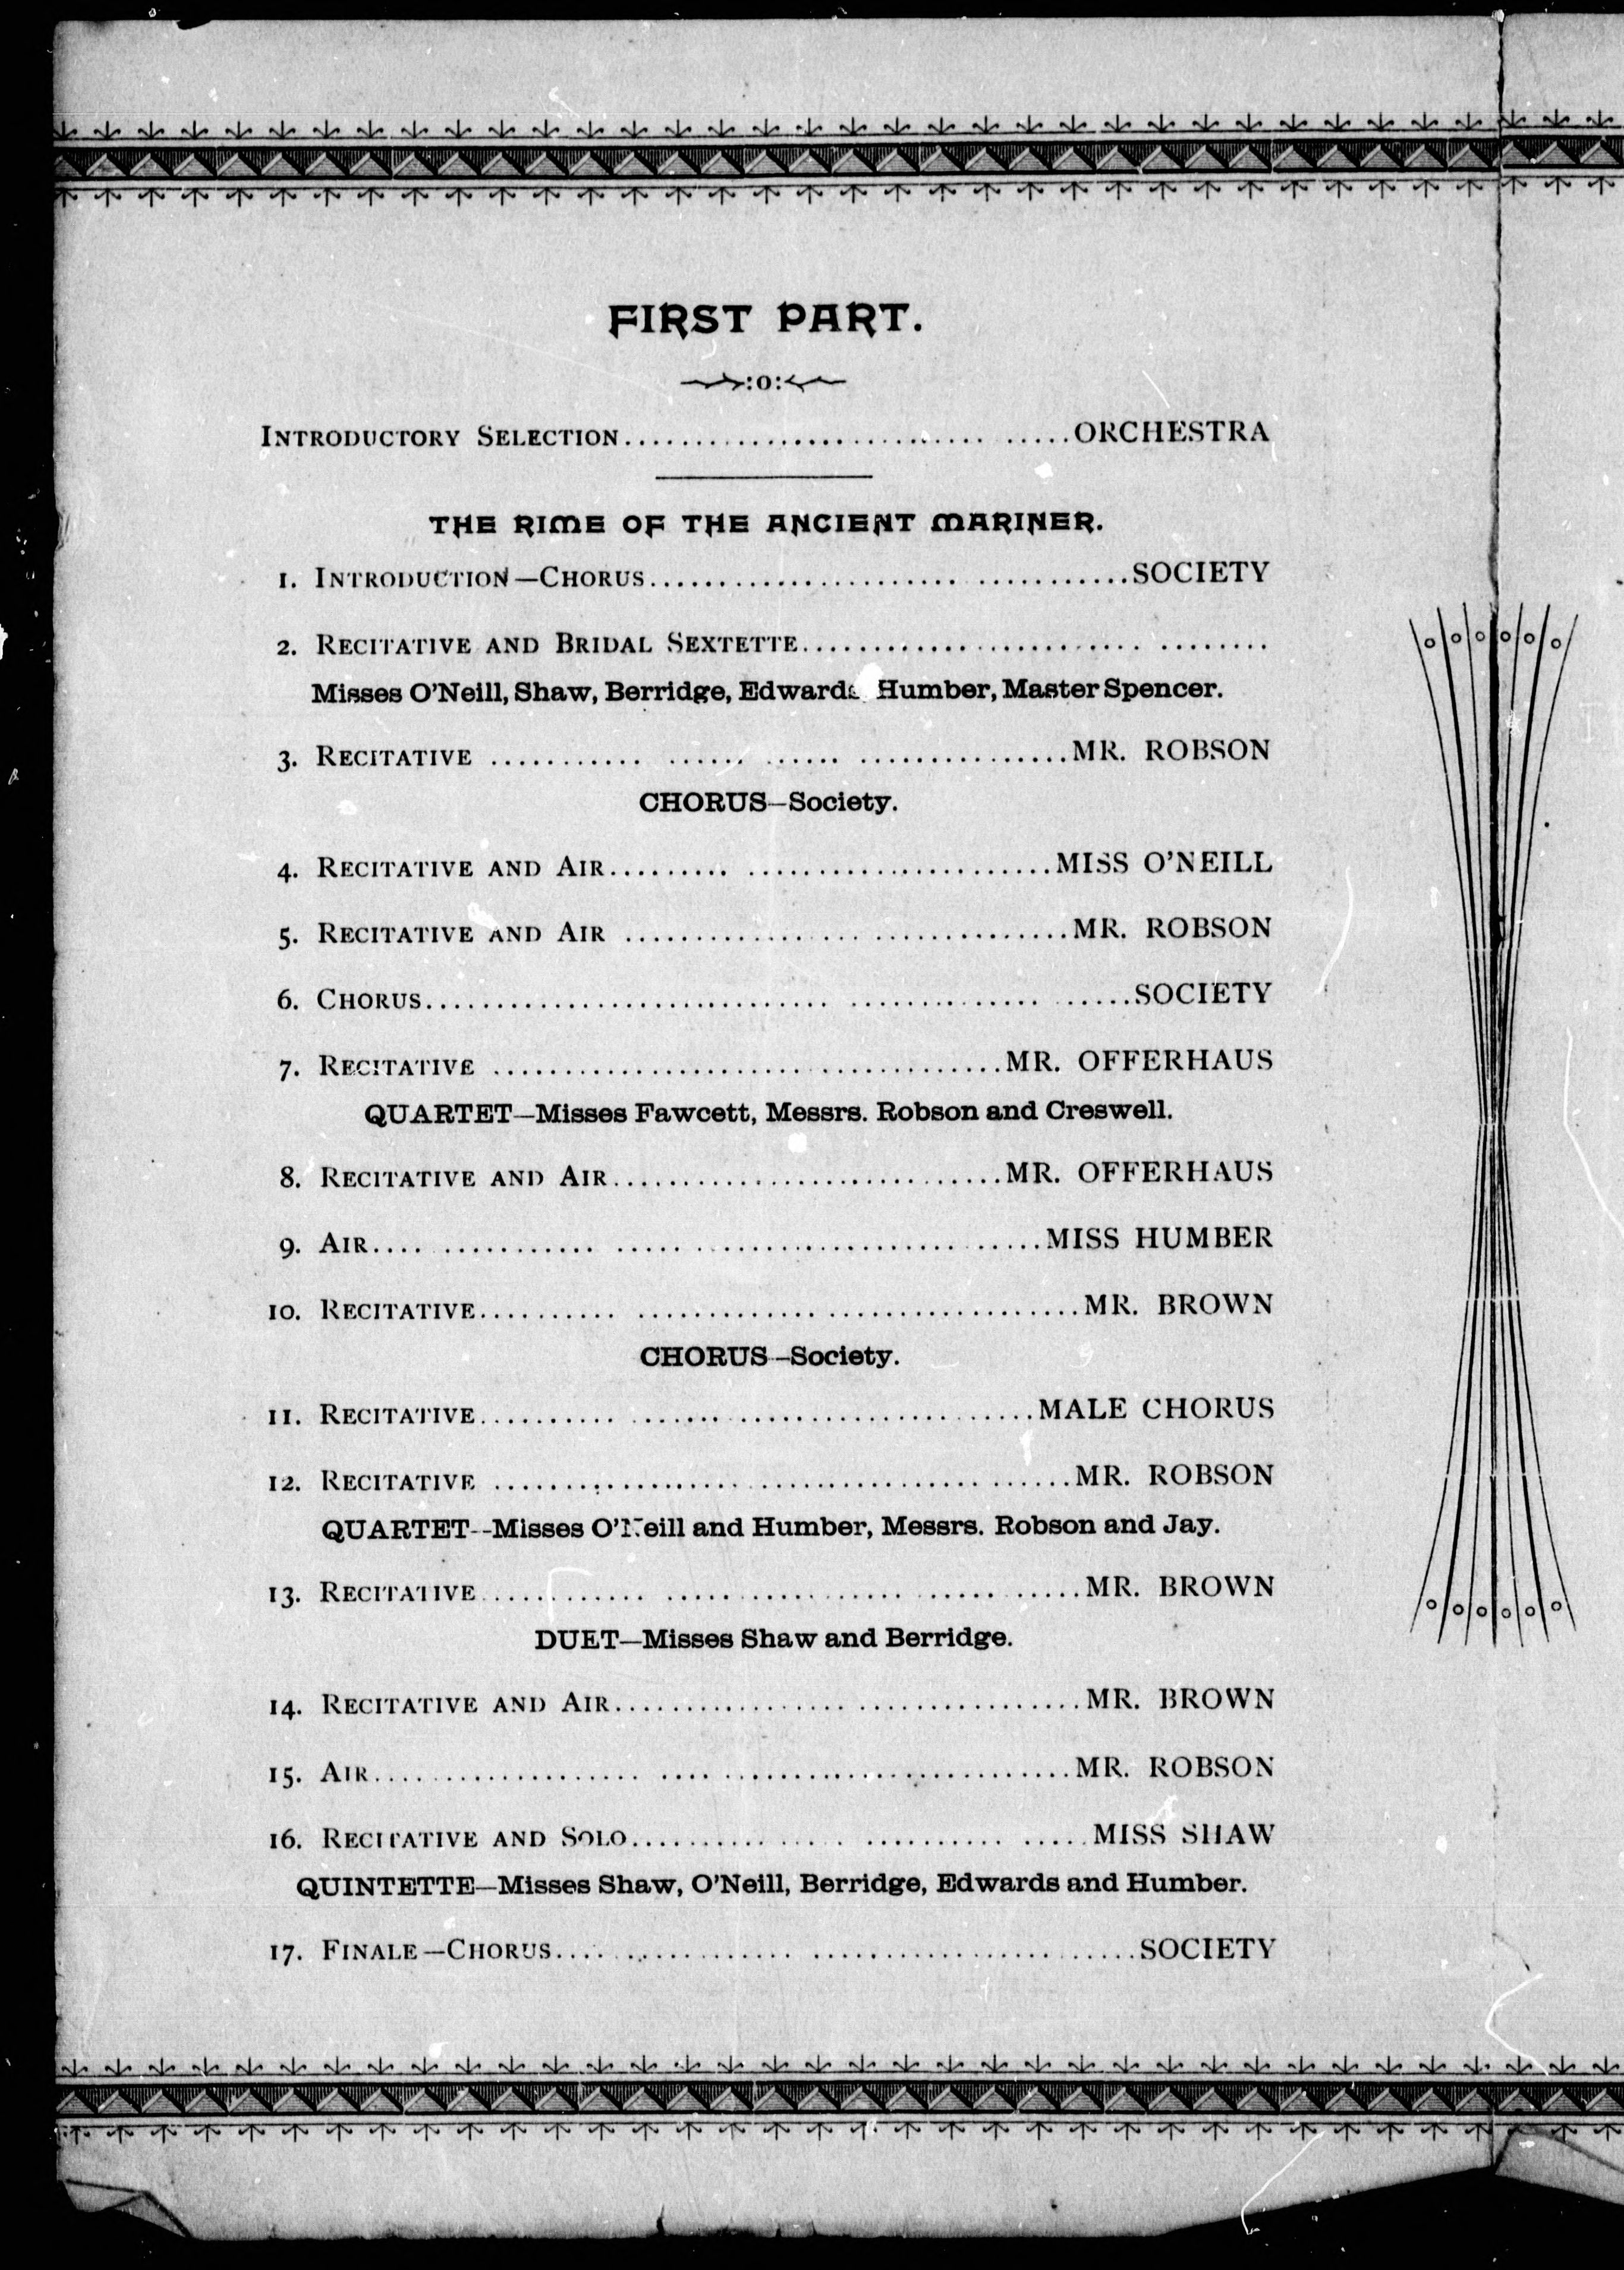 FIRST PART.
:o:
INTRODUCTORY SELECTION.................................ORCHESTRA
THE RIME OF THE ANCIENT MARINER.
1. INTRODUCTION—CHORUS.................................SOCIETY
2. RECITATIVE AND BRIDAL SEXTETTE.................................
Misses O'Neill, Shaw, Berridge, Edwards Humber, Master Spencer.
3. RECITATIVE .................................MR. ROBSON
CHORUS—Society.
4. RECITATIVE AND AIR.................................MISS O'NEILL
5. RECITATIVE AND AIR .................................MR. ROBSON
6. CHORUS.................................SOCIETY
7. RECITATIVE .................................MR. OFFERHAUS
QUARTET—Misses Fawcett, Messrs. Robson and Creswell.
8. RECITATIVE AND AIR.................................MR. OFFERHAUS
9. AIR.................................MISS HUMBER
10. RECITATIVE.................................MR. BROWN
CHORUS—Society.
11. RECITATIVE.................................MALE CHORUS
12. RECITATIVE .................................MR. ROBSON
QUARTET--Misses O'Neill and Humber, Messrs. Robson and Jay.
13. RECITATIVE.................................MR. BROWN
DUET—Misses Shaw and Berridge.
14. RECITATIVE AND AIR.................................MR. BROWN
15. AIR.................................MR. ROBSON
16. RECITATIVE AND SOLO.................................MISS SHAW
QUINTETTE—Misses Shaw, O'Neill, Berridge, Edwards and Humber.
17. FINALE—CHORUS.................................SOCIETY